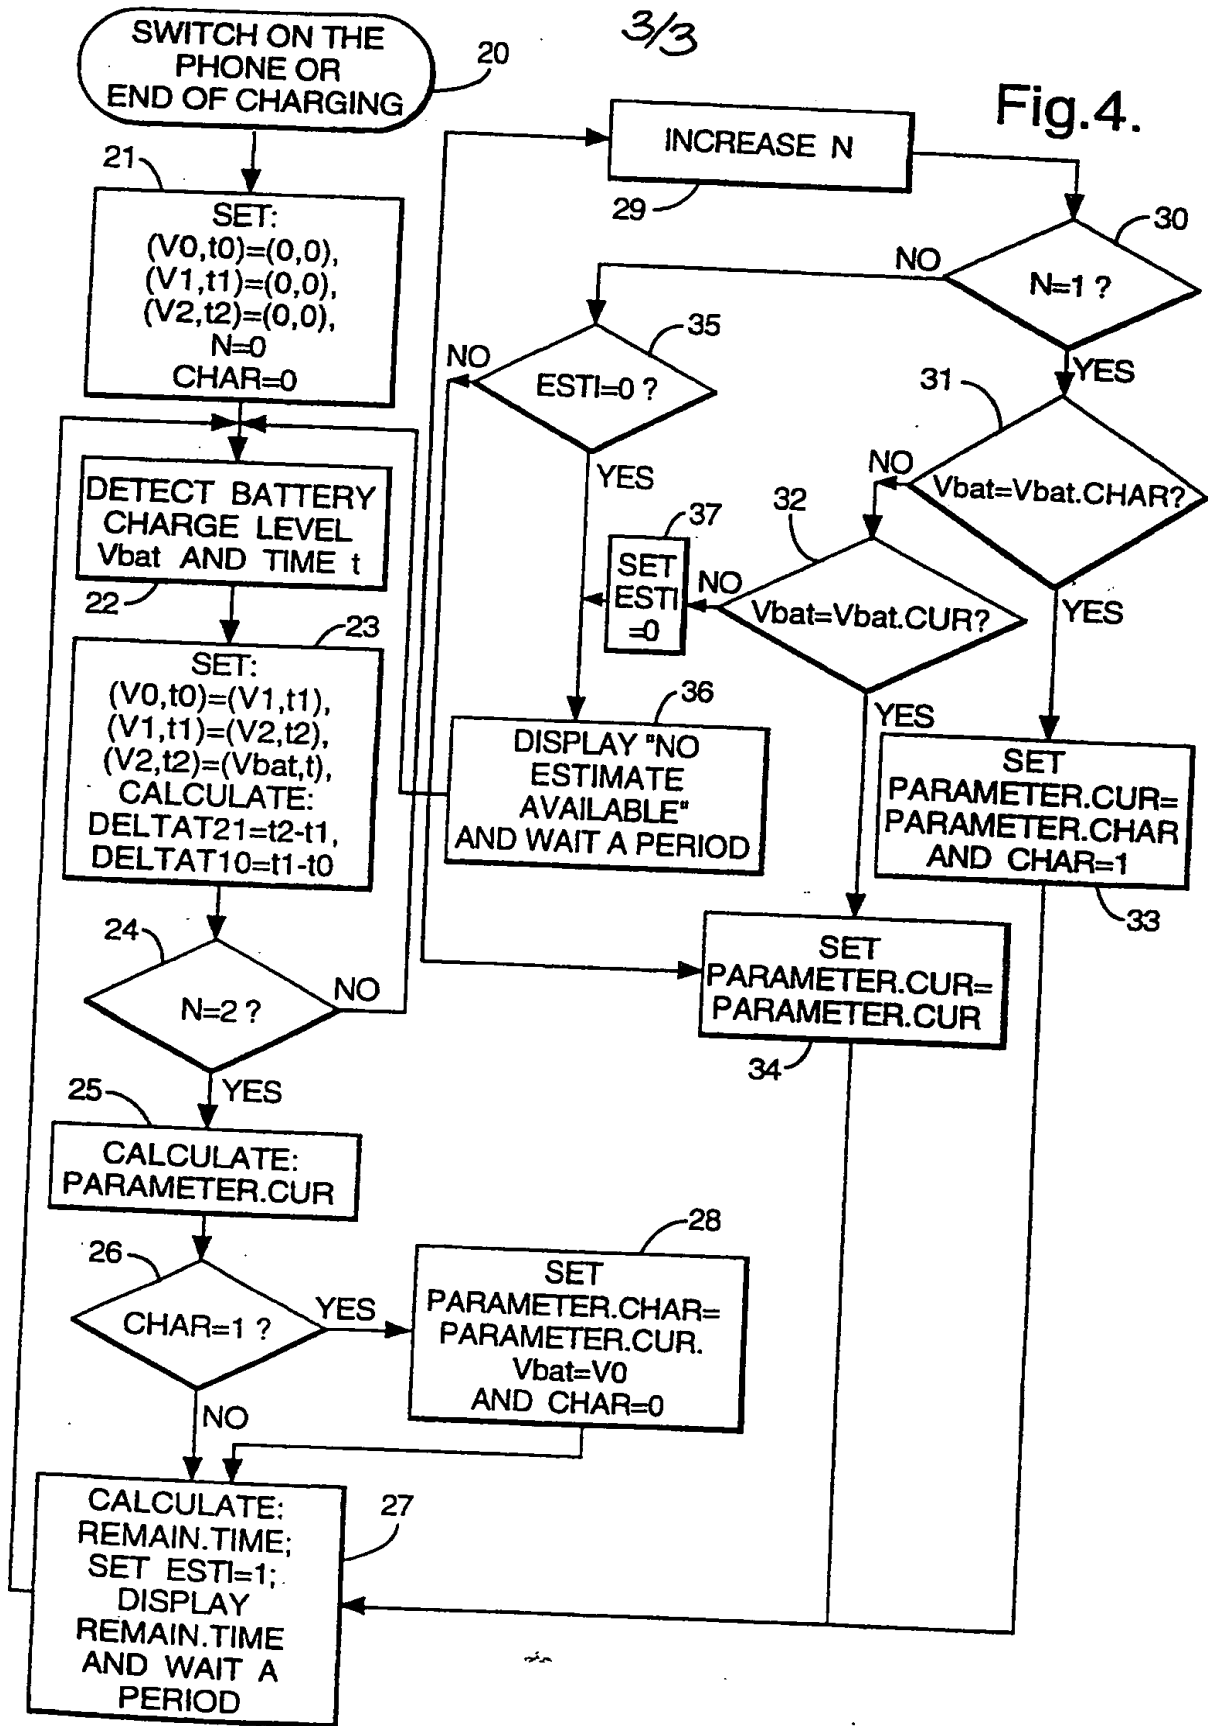 3/3
Fig.4.
SWITCH ON THE
PHONE OR
END OF CHARGING
20
21
SET:
(V0,t0)=(0,0),
(V1,t1)=(0,0),
(V2,t2)=(0,0),
N=0
CHAR=0
DETECT BATTERY
CHARGE LEVEL
Vbat AND TIME t
22
23
SET:
(V0,t0)=(V1,t1),
(V1,t1)=(V2,t2),
(V2,t2)=(Vbat,t),
CALCULATE:
DELTAT21=t2-t1,
DELTAT10=t1-t0
24
N=2 ?
NO
YES
25
CALCULATE:
PARAMETER.CUR
26
CHAR=1 ?
YES
NO
28
SET
PARAMETER.CHAR=
PARAMETER.CUR.
Vbat=V0
AND CHAR=0
CALCULATE:
REMAIN.TIME;
SET ESTI=1;
DISPLAY
REMAIN.TIME
AND WAIT A
PERIOD
27
INCREASE N
29
30
N=1 ?
NO
YES
35
ESTI=0 ?
NO
YES
31
Vbat=Vbat.CHAR?
NO
YES
32
Vbat=Vbat.CUR?
NO
YES
37
SET
ESTI
=0
36
DISPLAY "NO
ESTIMATE
AVAILABLE"
AND WAIT A PERIOD
SET
PARAMETER.CUR=
PARAMETER.CHAR
AND CHAR=1
33
SET
PARAMETER.CUR=
PARAMETER.CUR
34